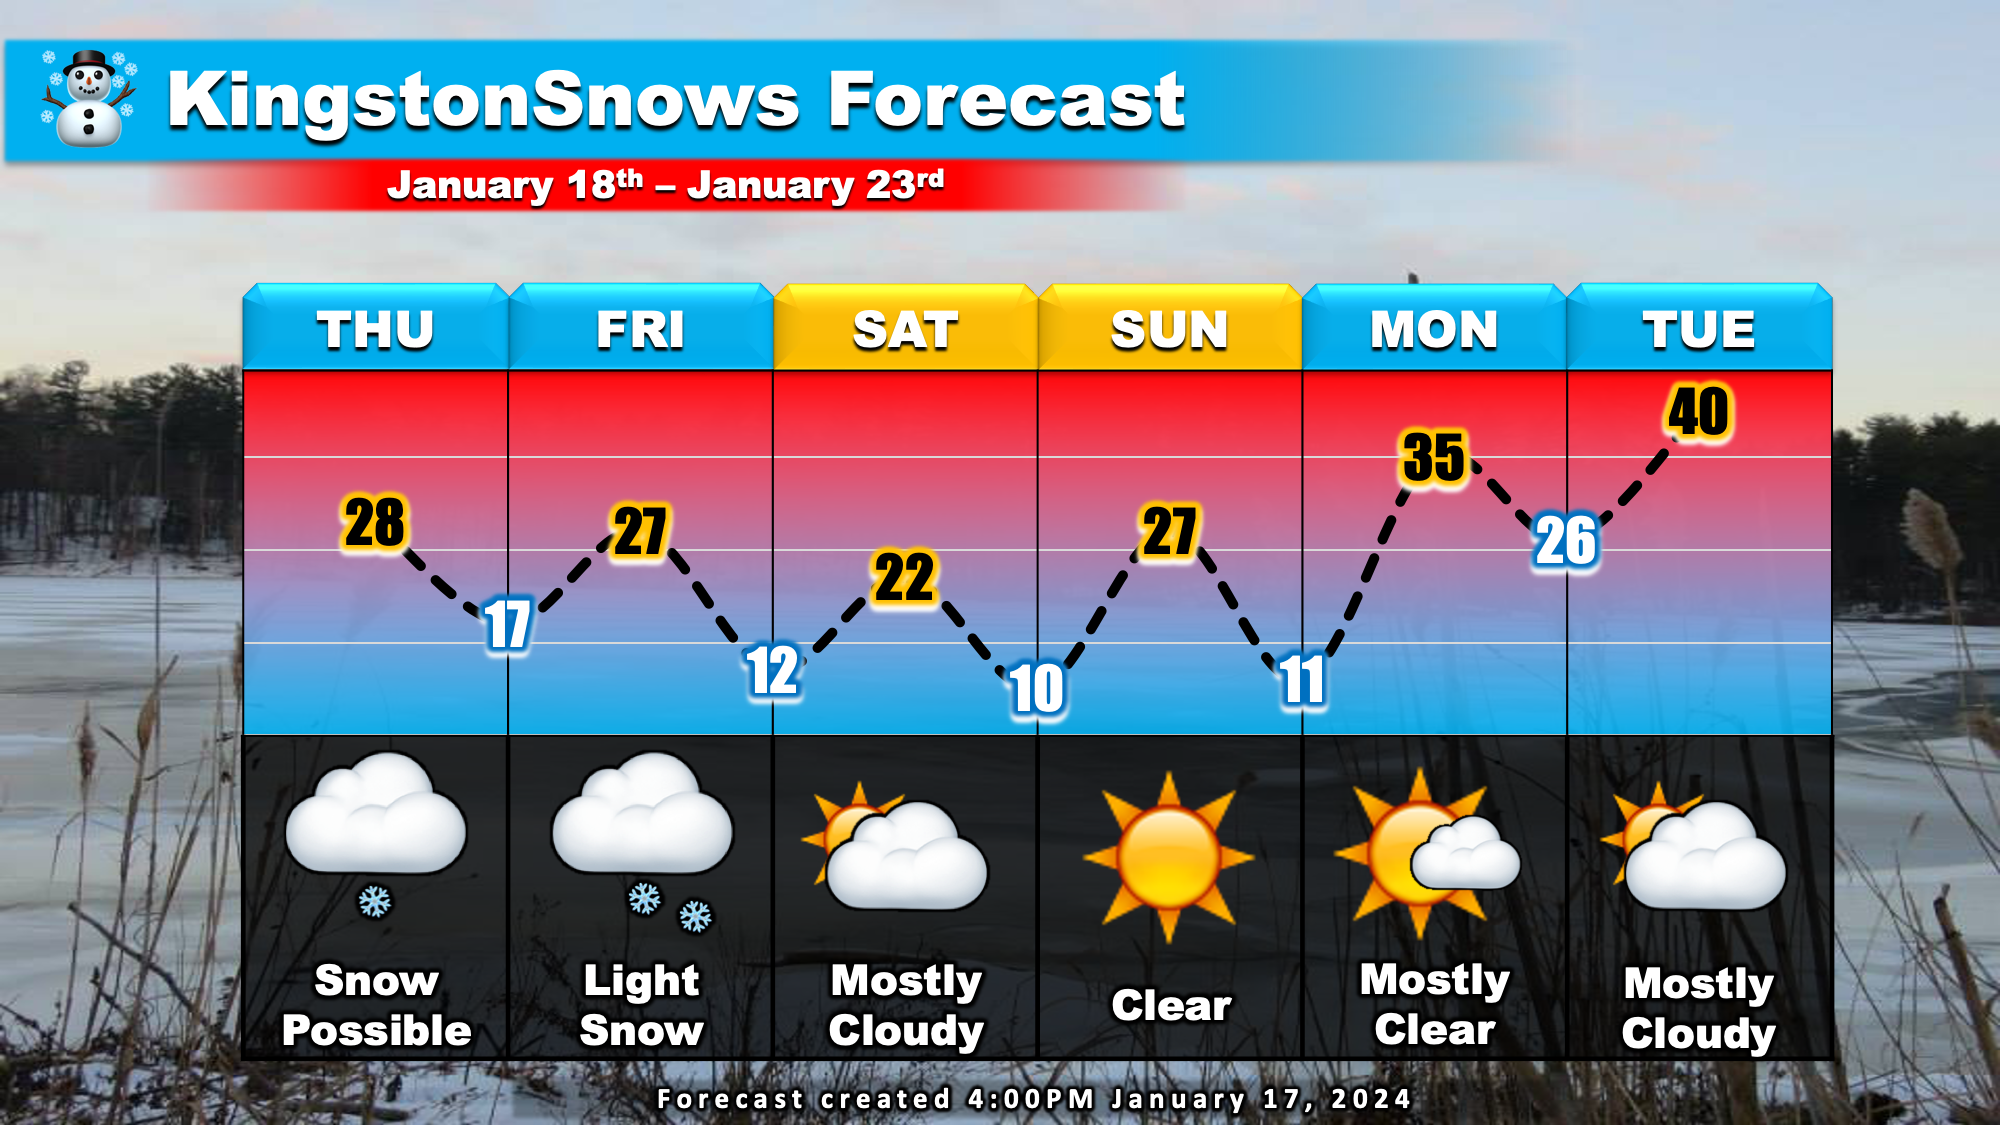 KingstonSnows Forecast
January 18th – January 23rd
THU FRI SAT SUN MON TUE
28 27 22 27 35 40
17 12 10 11 26
Snow
Possible
Light
Snow
Mostly
Cloudy
Clear
Mostly
Clear
Mostly
Cloudy
Forecast created 4:00PM January 17, 2024